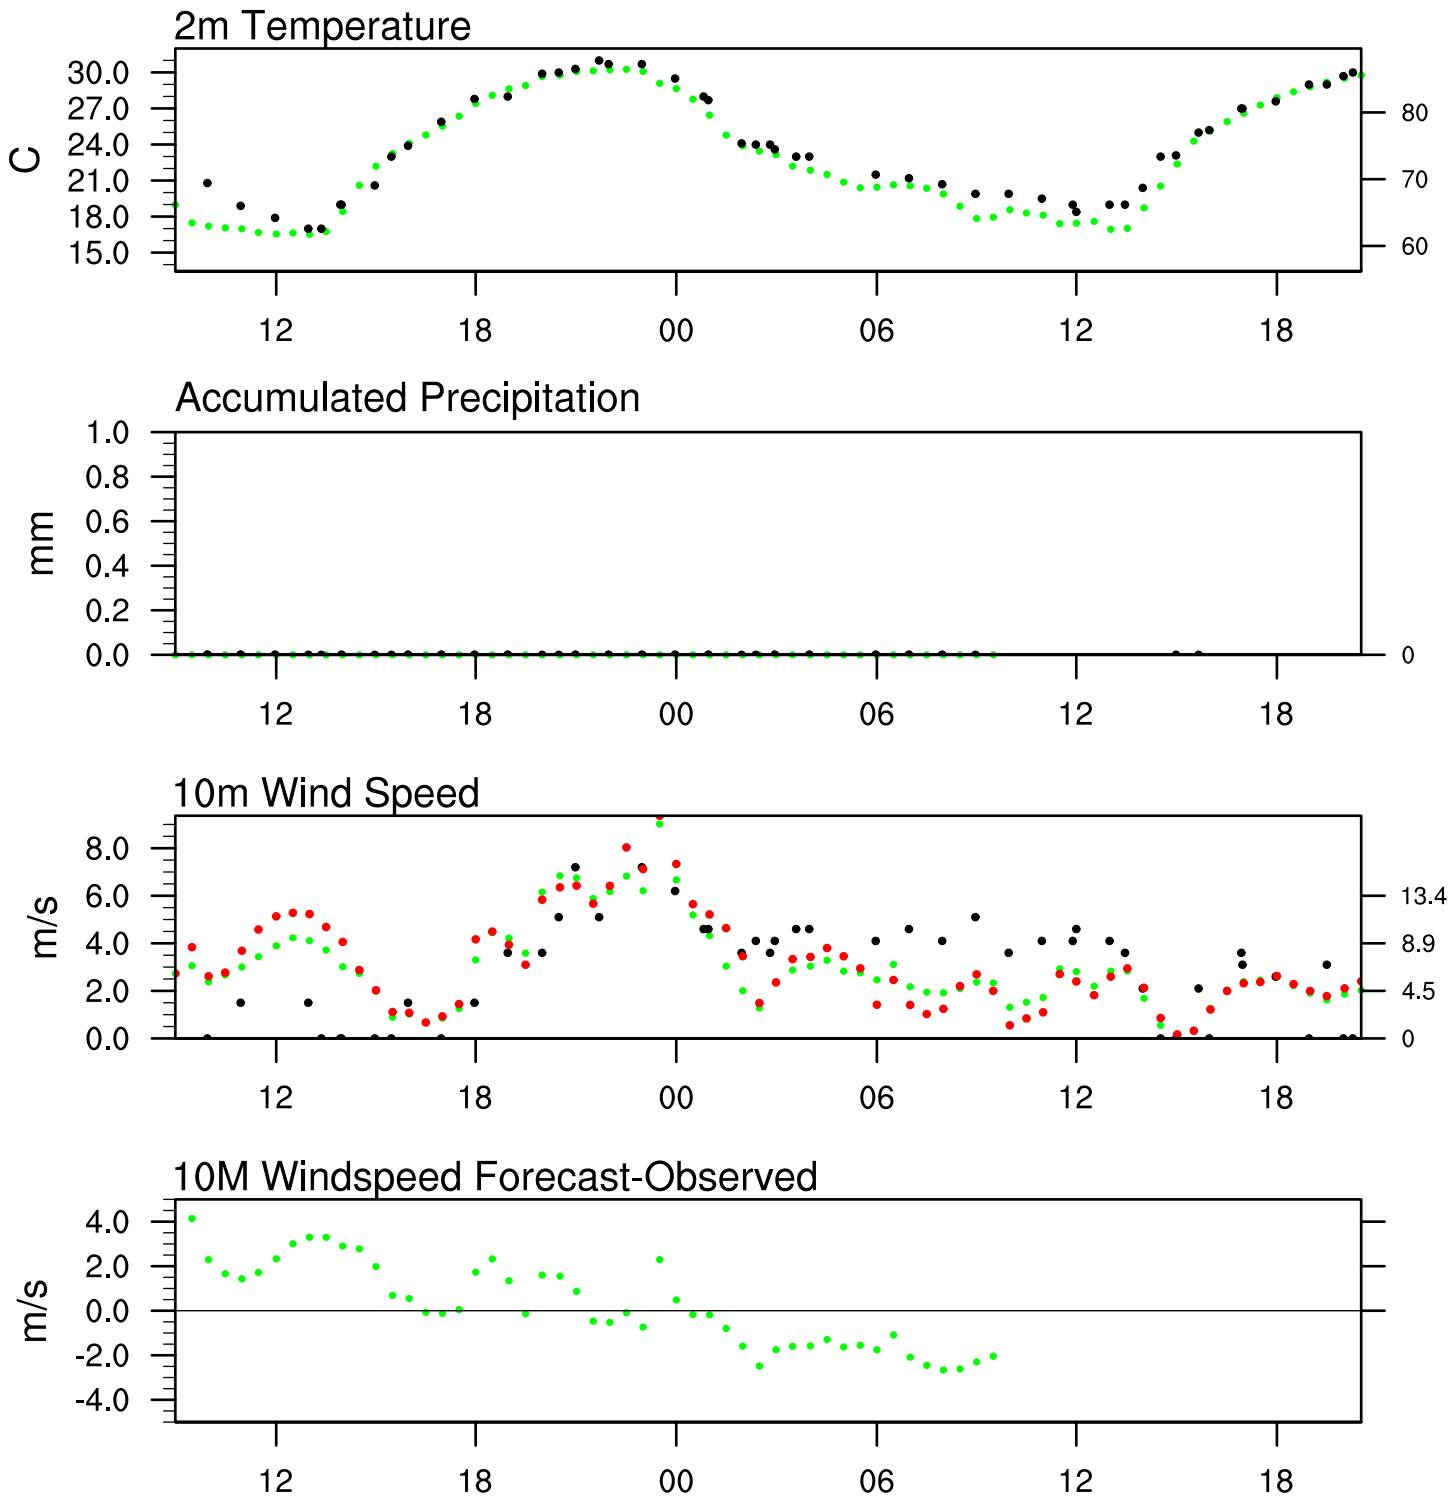 2m Temperature
30.0
27.0
24.0
21.0
18.0
15.0
C
80
70
60
12 18 00 06 12 18
Accumulated Precipitation
1.0
0.8
0.6
0.4
0.2
0.0
mm
0
12 18 00 06 12 18
10m Wind Speed
8.0
6.0
4.0
2.0
0.0
m/s
13.4
8.9
4.5
0
12 18 00 06 12 18
10M Windspeed Forecast-Observed
4.0
2.0
0.0
-2.0
-4.0
m/s
12 18 00 06 12 18